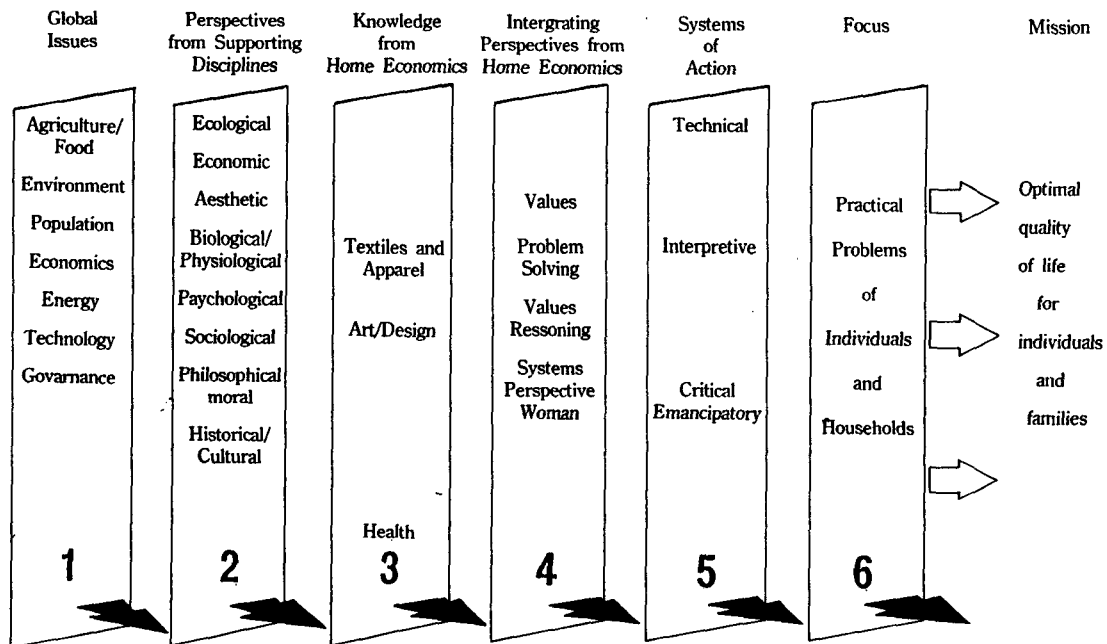 Global
Issues
Agriculture/
Food
Environment
Population
Economics
Energy
Technology
Govarnance
1
Perspectives
from Supporting
Disciplines
Ecological
Economic
Aesthetic
Biological/
Physiological
Paychological
Sociological
Philosophical
moral
Historical/
Cultural
2
Knowledge
from
Home Economics
Textiles and
Apparel
Art/Design
Health
3
Intergrating
Perspectives from
Home Economics
Values
Problem
Solving
Values
Ressoning
Systems
Perspective
Woman
4
Systems
of
Action
Technical
Interpretive
Critical
Emancipatory
5
Focus
Practical
Problems
of
Individuals
and
Households
6
Mission
Optimal
quality
of life
for
individuals
and
families